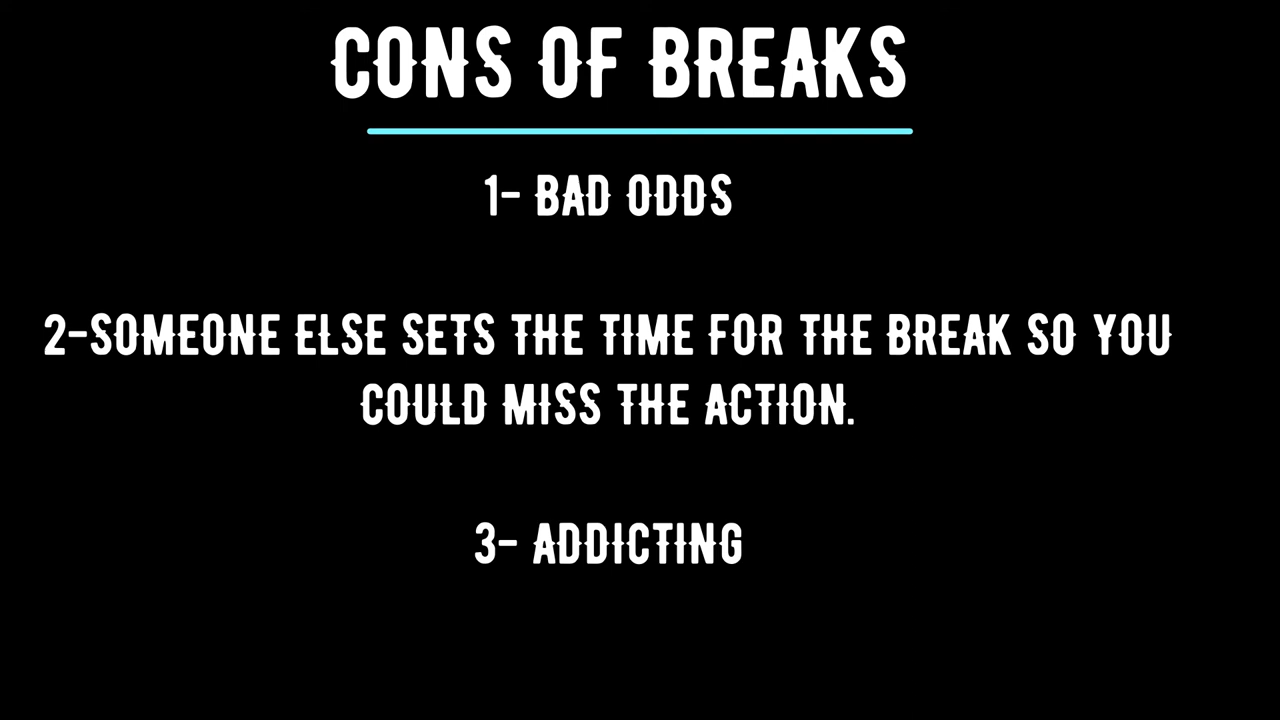 CONS OF BREAKS
1- BAD ODDS
2-SOMEONE ELSE SETS THE TIME FOR THE BREAK SO YOU
COULD MISS THE ACTION.
3- ADDICTING